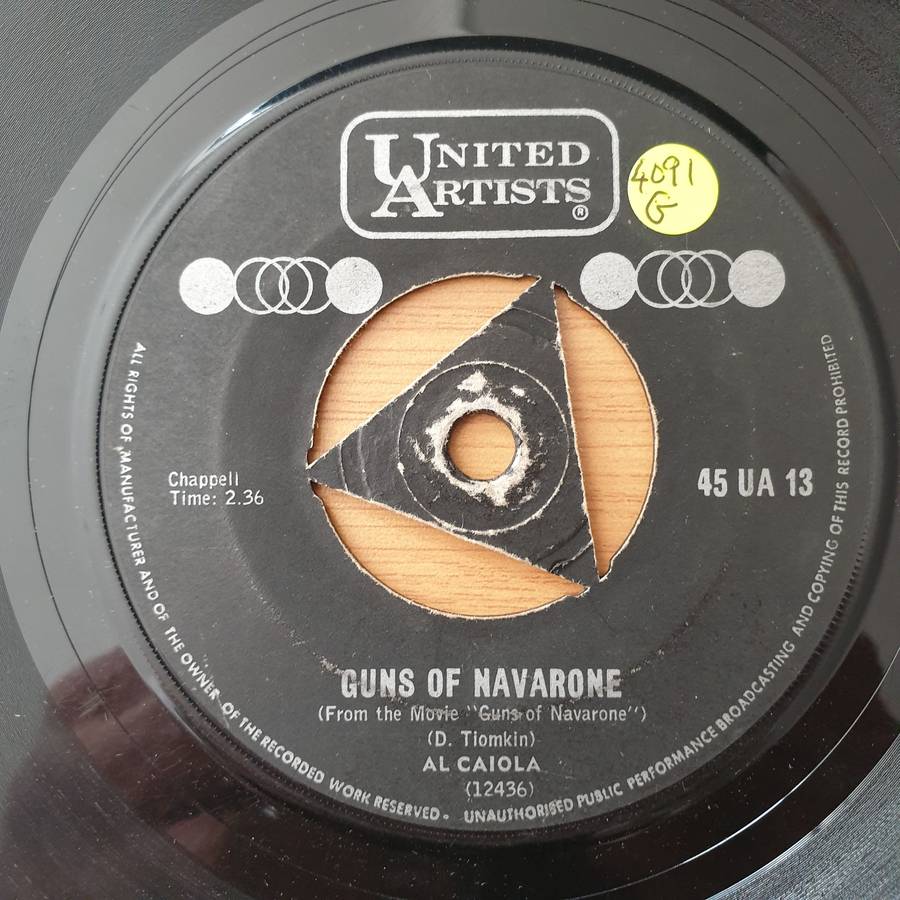 UNITED
ARTISTS®
4091
G
Chappell
Time: 2.36
45 UA 13
GUNS OF NAVARONE
(From the Movie "Guns of Navarone")
(D. Tiomkin)
AL CAIOLA
(12436)
ALL RIGHTS OF MANUFACTURER AND OF THE OWNER OF THE RECORDED WORK RESERVED. UNAUTHORISED PUBLIC PERFORMANCE BROADCASTING AND COPYING OF THIS RECORD PROHIBITED